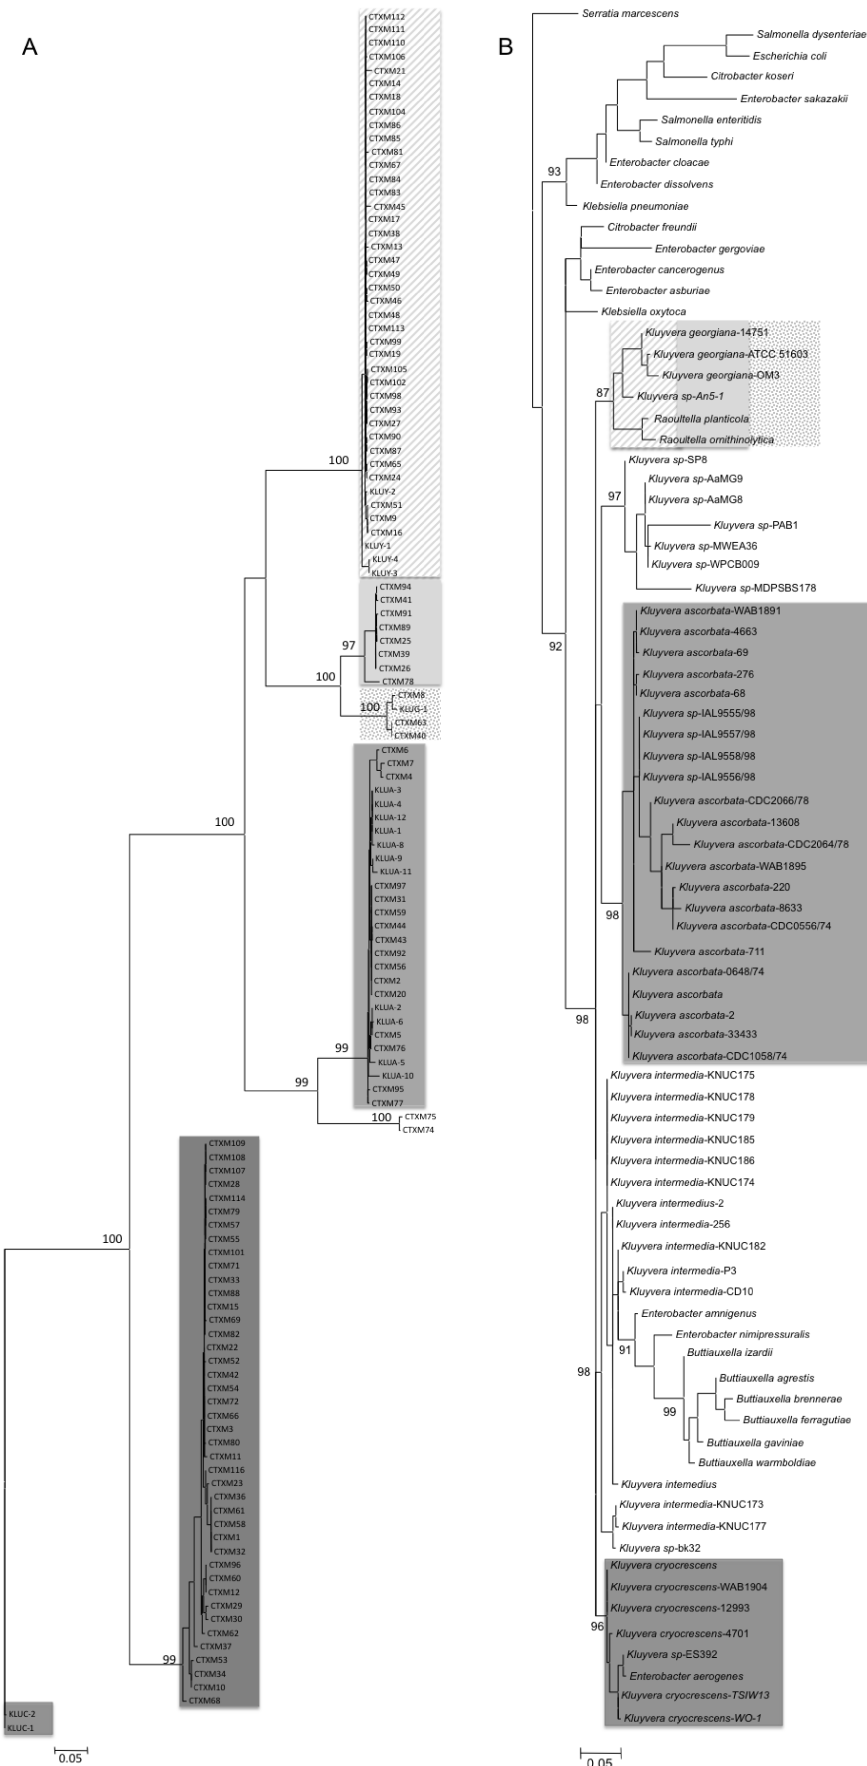 A
CTXM112
CTXM111
CTXM110
CTXM106
CTXM21
CTXM14
CTXM18
CTXM104
CTXM86
CTXM85
CTXM81
CTXM67
CTXM84
CTXM83
CTXM45
CTXM17
CTXM38
CTXM13
CTXM47
CTXM49
CTXM50
CTXM46
CTXM48
CTXM113
CTXM99
CTXM19
CTXM105
CTXM102
CTXM98
CTXM93
CTXM27
CTXM90
CTXM87
100
CTXM65
CTXM24
KLUY-2
CTXM51
CTXM9
CTXM16
KLUY-1
KLUY-4
KLUY-3
CTXM94
CTXM41
CTXM91
CTXM89
CTXM25
97
CTXM39
CTXM26
100
CTXM78
CTXM8
100
KLUG-1
CTXM63
CTXM40
CTXM6
CTXM7
CTXM4
KLUA-3
KLUA-4
KLUA-12
100
KLUA-1
KLUA-8
KLUA-9
KLUA-11
CTXM97
CTXM31
CTXM59
CTXM44
CTXM43
CTXM92
CTXM56
CTXM2
CTXM20
KLUA-2
KLUA-6
CTXM5
99
CTXM76
KLUA-5
KLUA-10
99
CTXM95
CTXM77
100
CTXM75
CTXM74
CTXM109
CTXM108
CTXM107
CTXM28
CTXM114
CTXM79
CTXM57
100
CTXM55
CTXM101
CTXM71
CTXM33
CTXM88
CTXM15
CTXM69
CTXM82
CTXM22
CTXM52
CTXM42
CTXM54
CTXM72
CTXM66
CTXM3
CTXM80
CTXM11
CTXM116
CTXM23
CTXM36
CTXM61
CTXM58
CTXM1
CTXM32
CTXM96
CTXM60
CTXM12
CTXM29
CTXM30
CTXM62
CTXM37
99
CTXM53
CTXM34
CTXM10
CTXM68
KLUC-2
KLUC-1
0.05
B
Serratia marcescens
Salmonella dysenteriae
Escherichia coli
Citrobacter koseri
Enterobacter sakazakii
Salmonella enteritidis
Salmonella typhi
Enterobacter cloacae
93
Enterobacter dissolvens
Klebsiella pneumoniae
Citrobacter freundii
Enterobacter gergoviae
Enterobacter cancerogenus
Enterobacter asburiae
Klebsiella oxytoca
Kluyvera georgiana-14751
Kluyvera georgiana-ATCC 51603
Kluyvera georgiana-OM3
87
Kluyvera sp-An5-1
Raoultella planticola
Raoultella ornithinolytica
Kluyvera sp-SP8
Kluyvera sp-AaMG9
97
Kluyvera sp-AaMG8
Kluyvera sp-PAB1
Kluyvera sp-MWEA36
Kluyvera sp-WPCB009
Kluyvera sp-MDPSBS178
Kluyvera ascorbata-WAB1891
Kluyvera ascorbata-4663
92
Kluyvera ascorbata-69
Kluyvera ascorbata-276
Kluyvera ascorbata-68
Kluyvera sp-IAL9555/98
Kluyvera sp-IAL9557/98
Kluyvera sp-IAL9558/98
Kluyvera sp-IAL9556/98
Kluyvera ascorbata-CDC2066/78
Kluyvera ascorbata-13608
Kluyvera ascorbata-CDC2064/78
Kluyvera ascorbata-WAB1895
Kluyvera ascorbata-220
98
Kluyvera ascorbata-8633
Kluyvera ascorbata-CDC0556/74
Kluyvera ascorbata-711
Kluyvera ascorbata-0648/74
Kluyvera ascorbata
98
Kluyvera ascorbata-2
Kluyvera ascorbata-33433
Kluyvera ascorbata-CDC1058/74
Kluyvera intermedia-KNUC175
Kluyvera intermedia-KNUC178
Kluyvera intermedia-KNUC179
Kluyvera intermedia-KNUC185
Kluyvera intermedia-KNUC186
Kluyvera intermedia-KNUC174
Kluyvera intermedius-2
Kluyvera intermedia-256
Kluyvera intermedia-KNUC182
Kluyvera intermedia-P3
Kluyvera intermedia-CD10
Enterobacter amnigenus
Enterobacter nimipressuralis
91
Buttiauxella izardii
98
Buttiauxella agrestis
Buttiauxella brennerae
99
Buttiauxella ferragutiae
Buttiauxella gaviniae
Buttiauxella warmboldiae
Kluyvera intemedius
Kluyvera intermedia-KNUC173
Kluyvera intermedia-KNUC177
Kluyvera sp-bk32
Kluyvera cryocrescens
Kluyvera cryocrescens-WAB1904
Kluyvera cryocrescens-12993
96
Kluyvera cryocrescens-4701
Kluyvera sp-ES392
Enterobacter aerogenes
Kluyvera cryocrescens-TSIW13
Kluyvera cryocrescens-WO-1
0.05